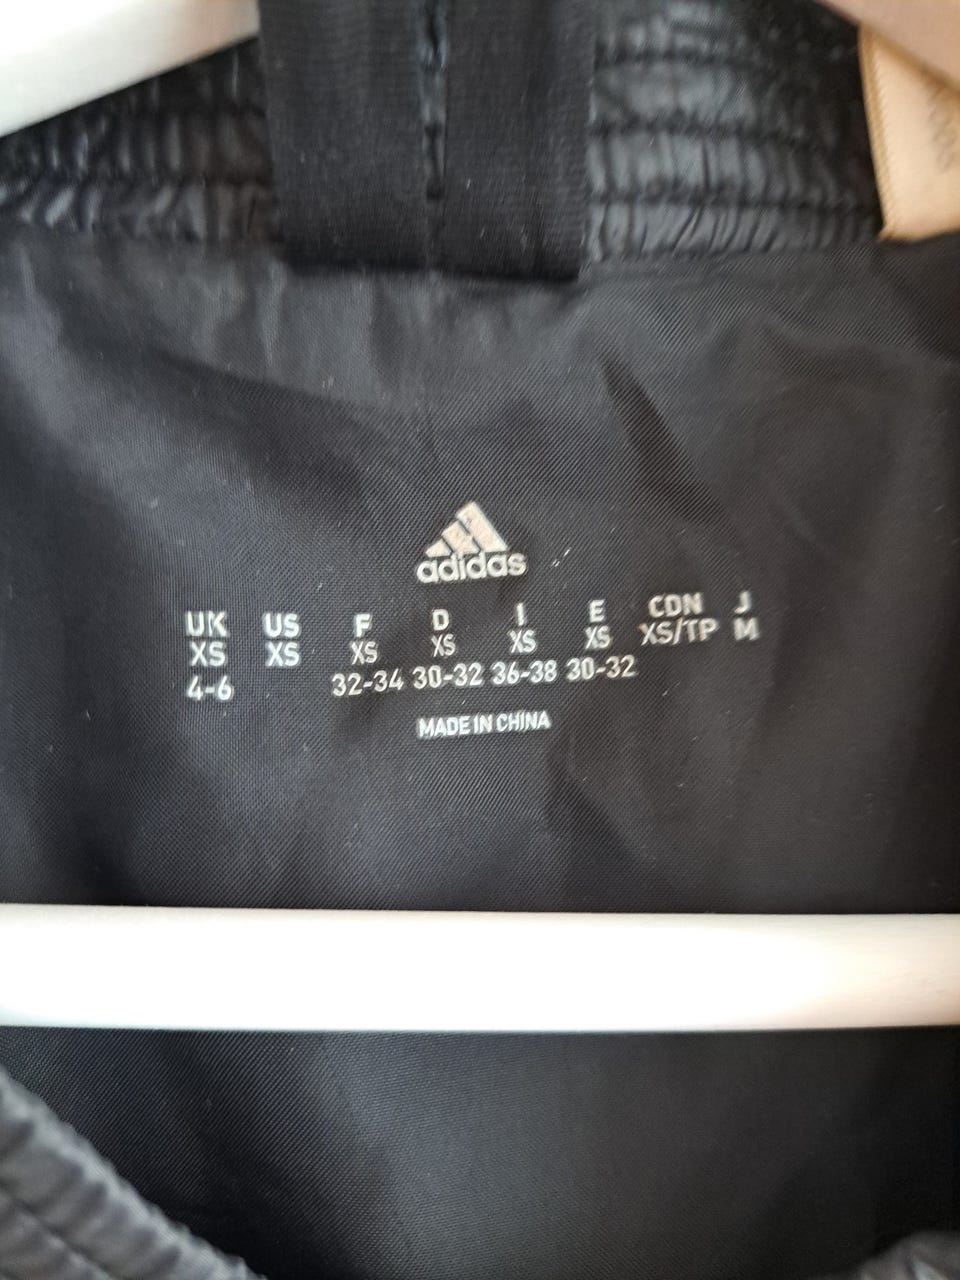 adidas
UK US F D I E CDN J
XS XS XS XS XS XS XS/TP M
4-6 32-34 30-32 36-38 30-32
MADE IN CHINA